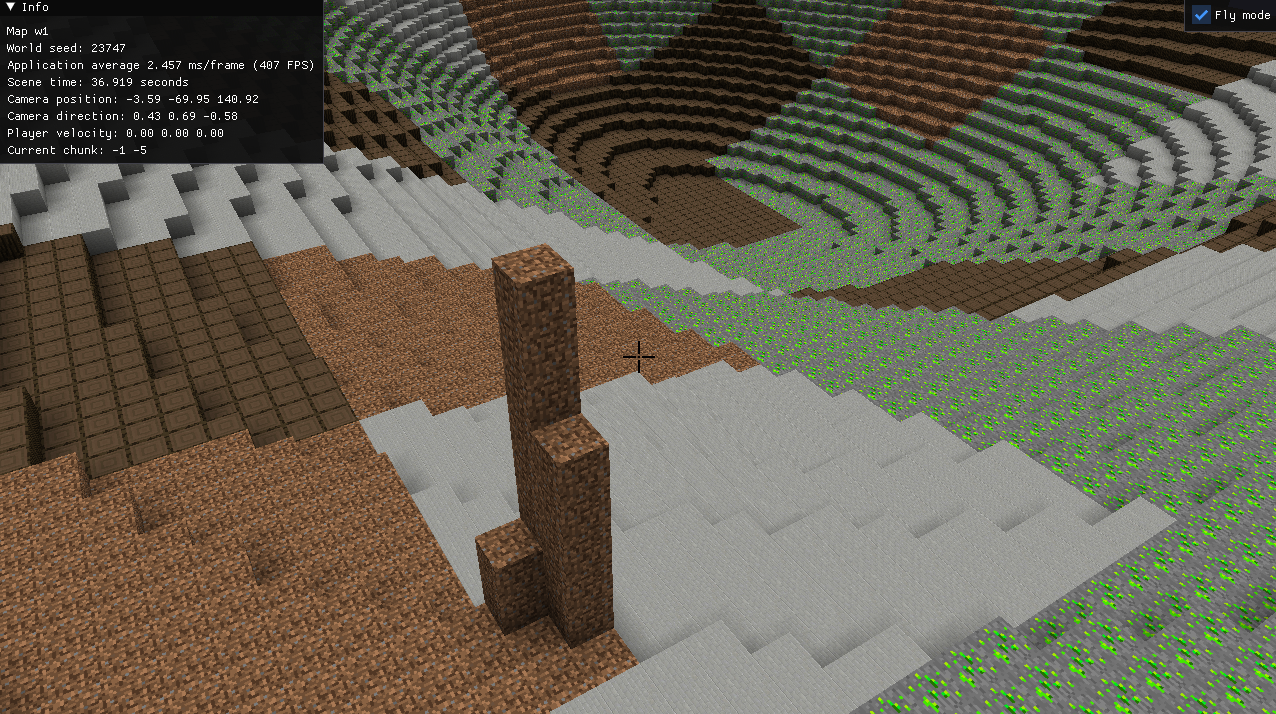 Info
Fly mode
Map w1
World seed: 23747
Application average 2.457 ms/frame (407 FPS)
Scene time: 36.919 seconds
Camera position: -3.59 -69.95 140.92
Camera direction: 0.43 0.69 -0.58
Player velocity: 0.00 0.00 0.00
Current chunk: -1 -5